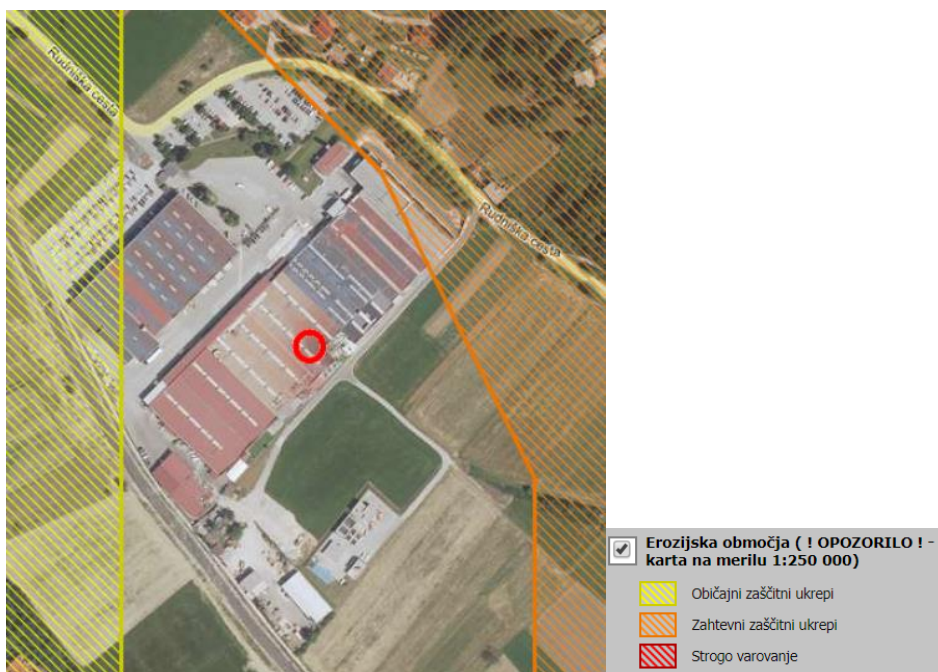 Rudniška cesta
Rudniška cesta
Erozijska območja ( ! OPOZORILO ! -
karta na merilu 1:250 000)
Običajni zaščitni ukrepi
Zahtevni zaščitni ukrepi
Strogo varovanje